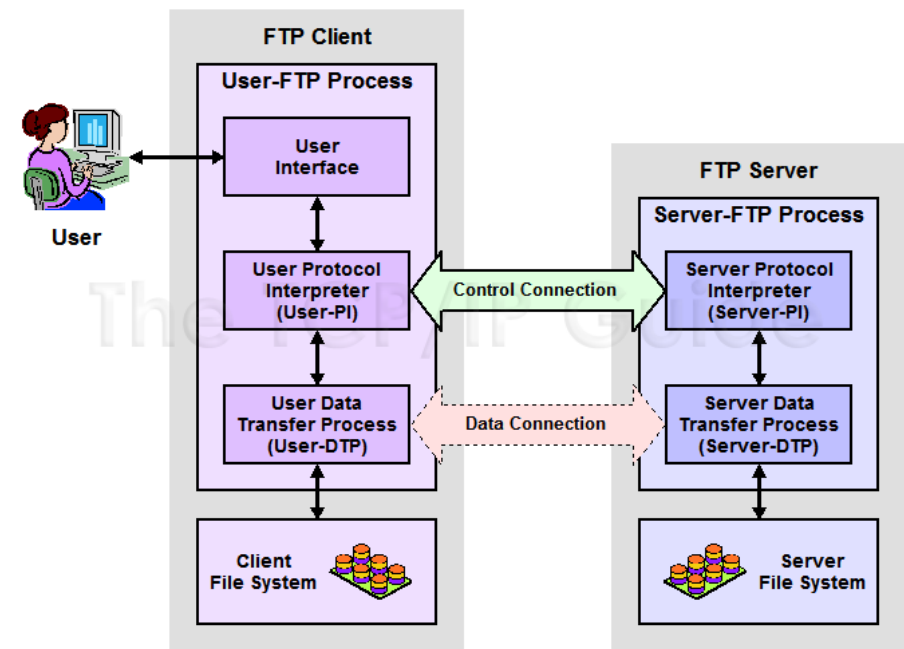 FTP Client
User-FTP Process
User
Interface
User
FTP Server
Server-FTP Process
User Protocol
Interpreter
(User-PI)
Control Connection
Server Protocol
Interpreter
(Server-PI)
The TCP/IP Guide
User Data
Transfer Process
(User-DTP)
Data Connection
Server Data
Transfer Process
(Server-DTP)
Client
File System
Server
File System